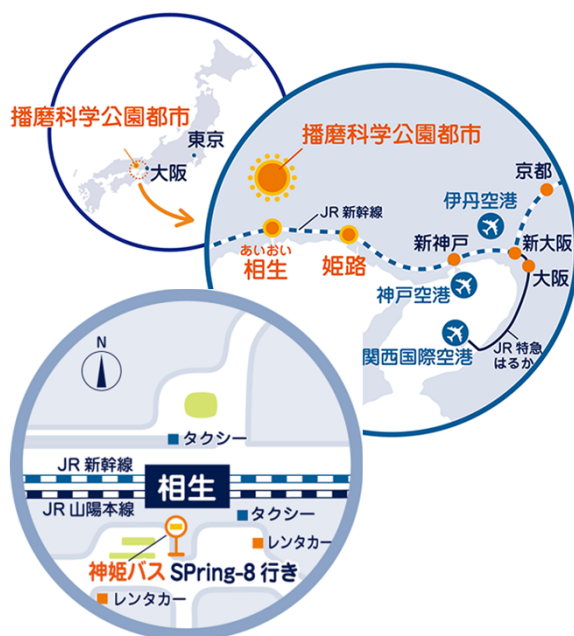 播磨科学公園都市
東京
大阪
播磨科学公園都市
京都
伊丹空港
JR 新幹線
あいおい
相生
姫路
新神戸
新大阪
大阪
神戸空港
関西国際空港
JR 特急
はるか
N
タクシー
JR 新幹線
相生
JR 山陽本線
タクシー
レンタカー
神姫バス SPring-8 行き
レンタカー